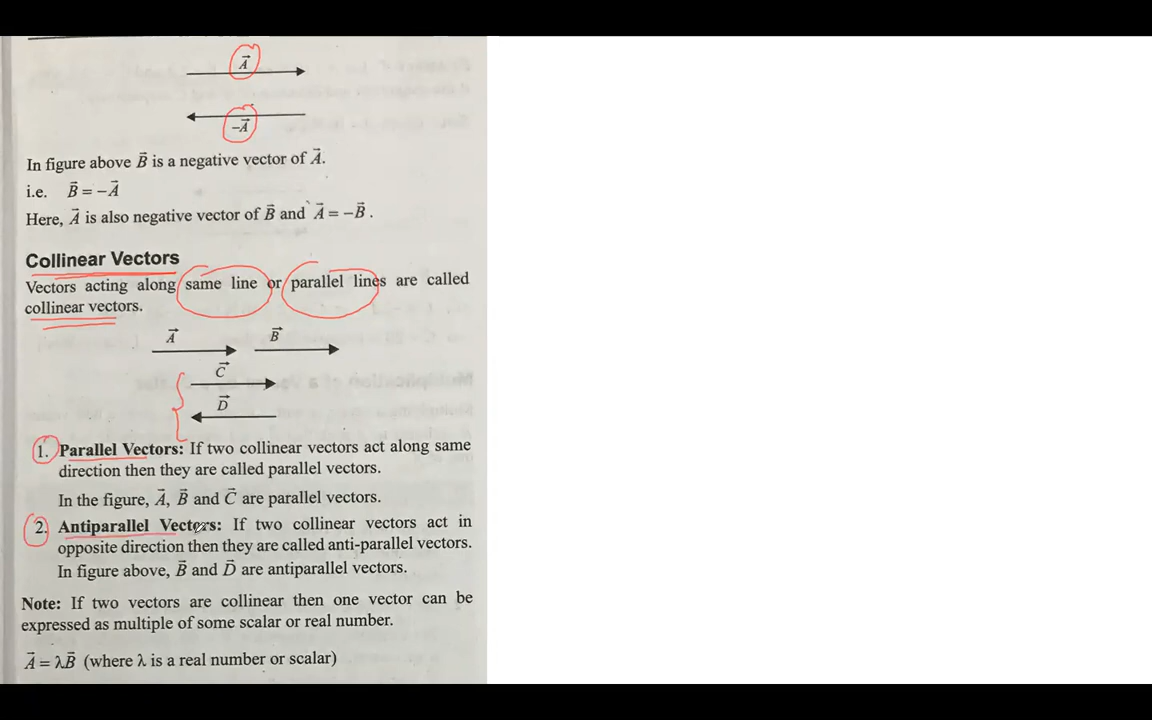 A⃗
−A⃗
In figure above B⃗ is a negative vector of A⃗.
i.e. B⃗ = −A⃗
Here, A⃗ is also negative vector of B⃗ and A⃗ = −B⃗ .
Collinear Vectors
Vectors acting along same line or parallel lines are called
collinear vectors.
A⃗ B⃗
C⃗
D⃗
1. Parallel Vectors: If two collinear vectors act along same
direction then they are called parallel vectors.
In the figure, A⃗, B⃗ and C⃗ are parallel vectors.
2. Antiparallel Vectors: If two collinear vectors act in
opposite direction then they are called anti-parallel vectors.
In figure above, B⃗ and D⃗ are antiparallel vectors.
Note: If two vectors are collinear then one vector can be
expressed as multiple of some scalar or real number.
A⃗ = λB⃗ (where λ is a real number or scalar)